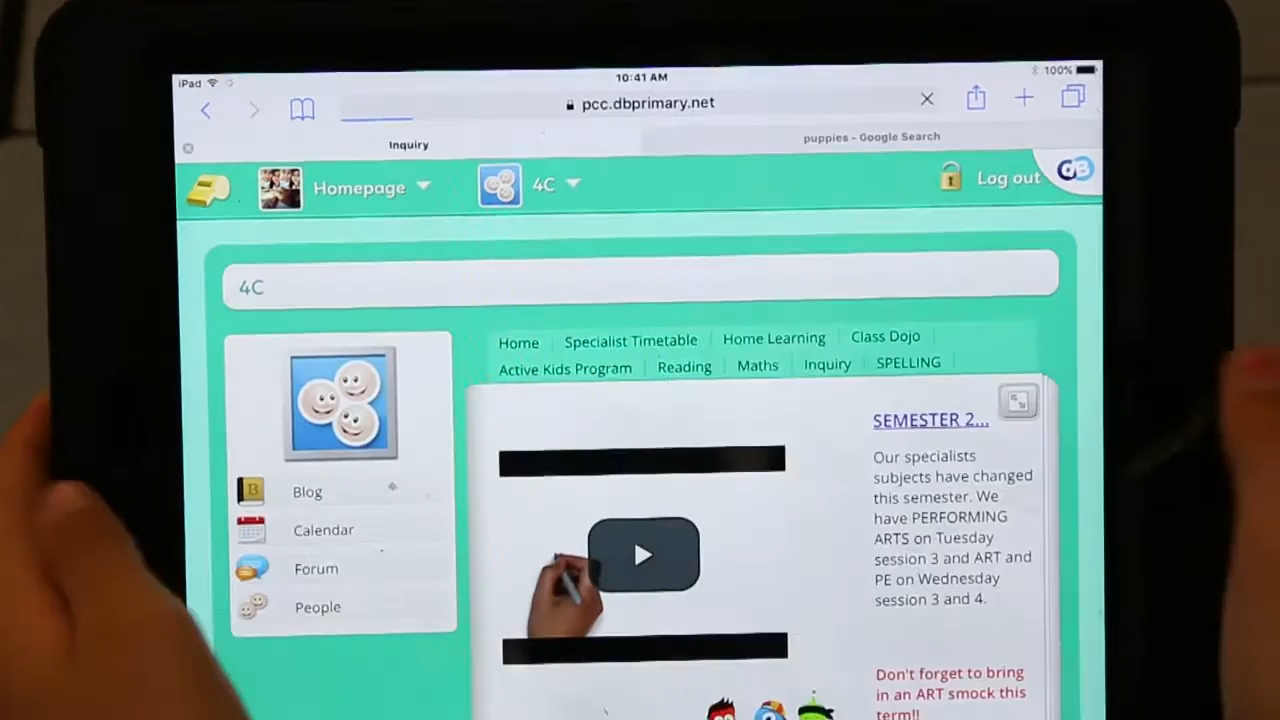 iPad
10:41 AM
100%
pcc.dbprimary.net
Inquiry
puppies - Google Search
Homepage
4C
Log out
dB
4C
Home
Specialist Timetable
Home Learning
Class Dojo
Active Kids Program
Reading
Maths
Inquiry
SPELLING
B
Blog
Calendar
Forum
People
SEMESTER 2...
Our specialists
subjects have changed
this semester. We
have PERFORMING
ARTS on Tuesday
session 3 and ART and
PE on Wednesday
session 3 and 4.
Don't forget to bring
in an ART smock this
term!!